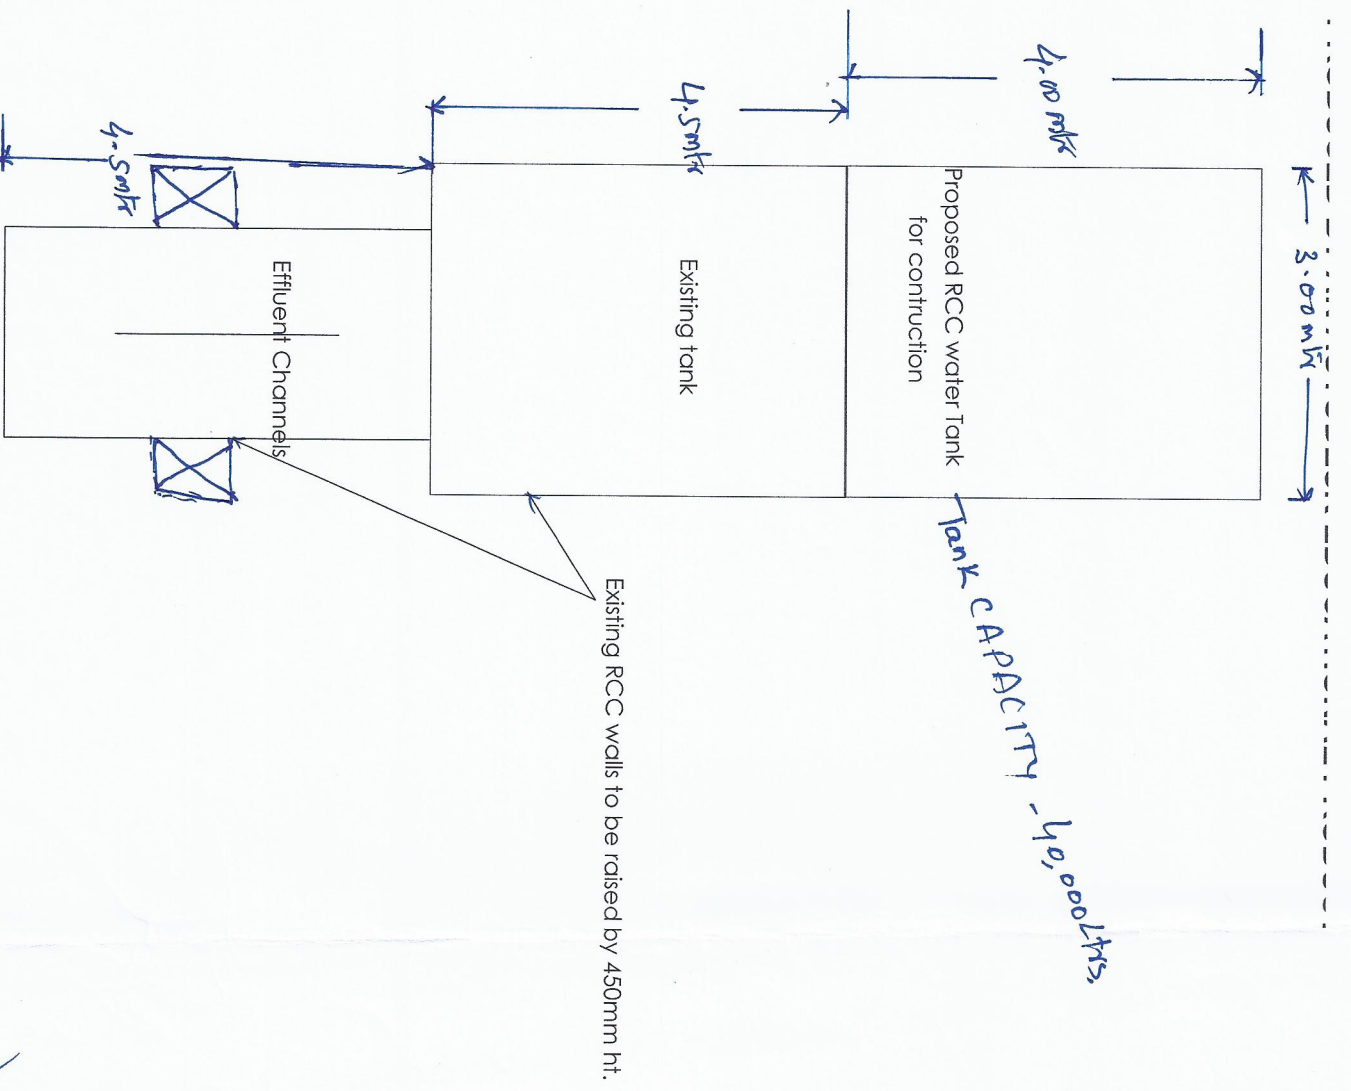 3.00 mtr
4.00 mtr
Proposed RCC water Tank
for contruction
Tank CAPACITY - 40,000Ltrs.
4.5mtr
Existing tank
Existing RCC walls to be raised by 450mm ht.
4.5mtr
Effluent Channels